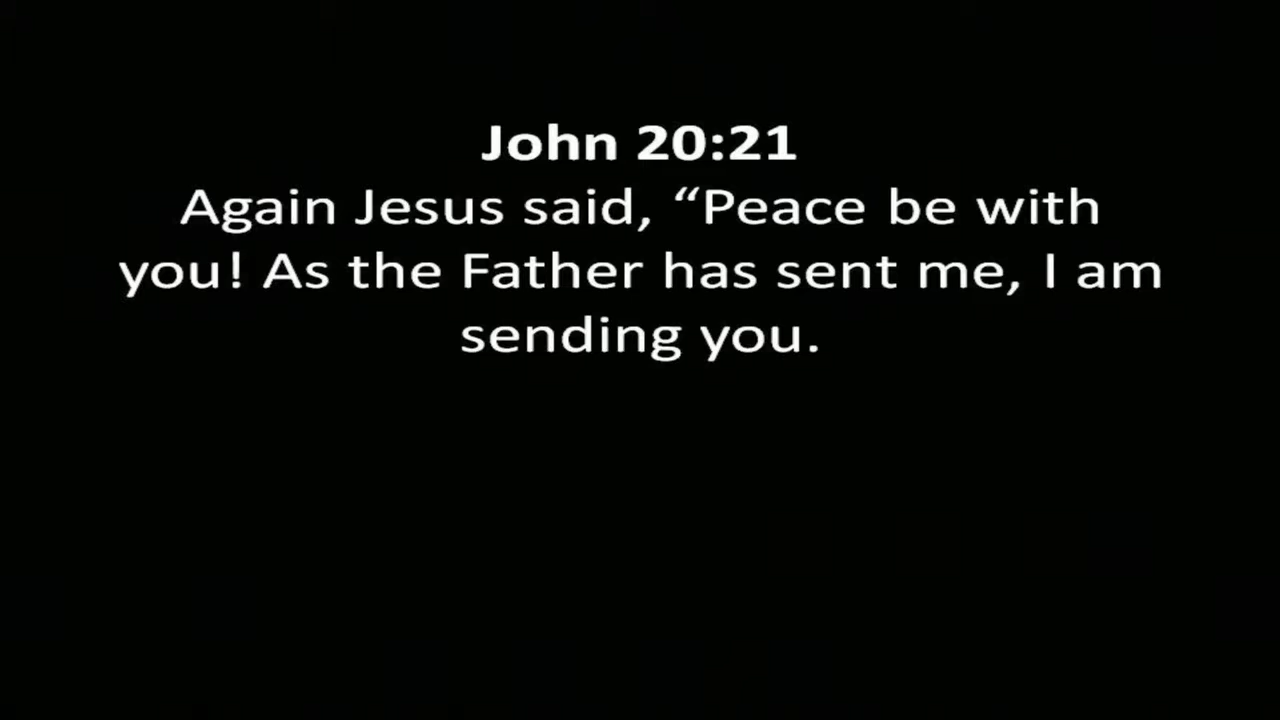 John 20:21
Again Jesus said, “Peace be with
you! As the Father has sent me, I am
sending you.